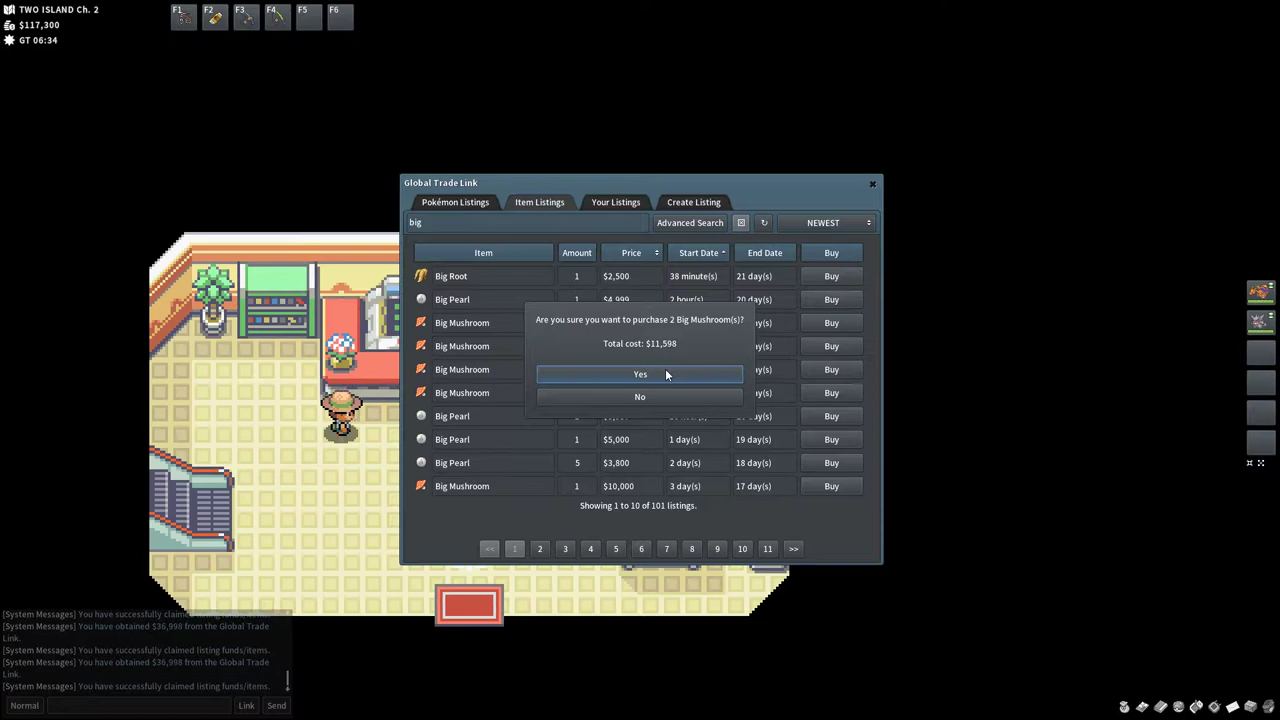 TWO ISLAND Ch. 2
$117,300
GT 06:34
F1 F2 F3 F4 F5 F6
Global Trade Link
Pokémon Listings Item Listings Your Listings Create Listing
big Advanced Search NEWEST
Item Amount Price Start Date End Date Buy
Big Root 1 $2,500 38 minute(s) 21 day(s) Buy
Big Pearl 1 $4,999 2 hour(s) 20 day(s) Buy
Big Mushroom Buy
Big Mushroom Buy
Big Mushroom Buy
Big Mushroom Buy
Big Pearl Buy
Are you sure you want to purchase 2 Big Mushroom(s)?
Total cost: $11,598
Yes
No
Big Pearl 1 $5,000 1 day(s) 19 day(s) Buy
Big Pearl 5 $3,800 2 day(s) 18 day(s) Buy
Big Mushroom 1 $10,000 3 day(s) 17 day(s) Buy
Showing 1 to 10 of 101 listings.
<< 1 2 3 4 5 6 7 8 9 10 11 >>
[System Messages] You have successfully claimed listing funds/items.
[System Messages] You have obtained $36,998 from the Global Trade
Link.
[System Messages] You have successfully claimed listing funds/items.
[System Messages] You have obtained $36,998 from the Global Trade
Link.
[System Messages] You have successfully claimed listing funds/items.
Normal Link Send